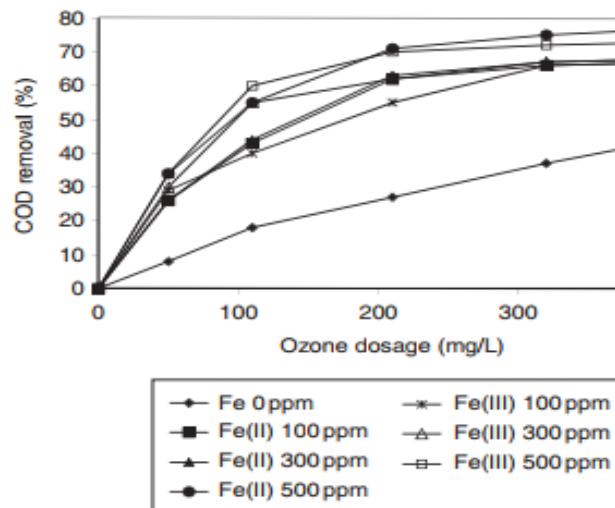 80
70
60
50
40
30
20
10
0
COD removal (%)
0 100 200 300
Ozone dosage (mg/L)
Fe 0 ppm
Fe(II) 100 ppm
Fe(II) 300 ppm
Fe(II) 500 ppm
Fe(III) 100 ppm
Fe(III) 300 ppm
Fe(III) 500 ppm